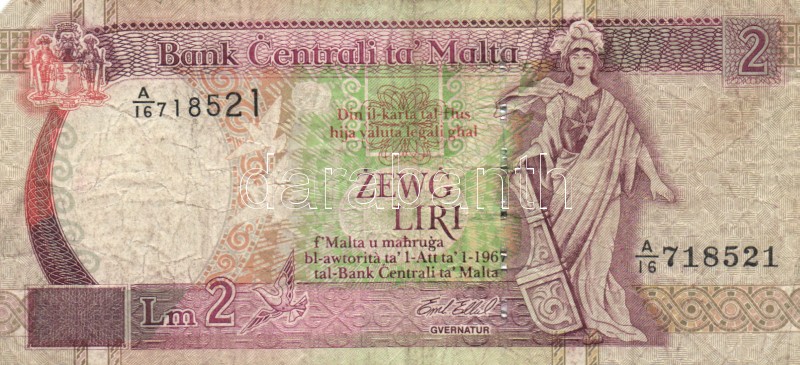 Bank Ċentrali ta' Malta
2
A/16 718521
Din il-karta tal-flus
hija valuta legali għal
ŻEWĠ
LIRI
f'Malta u maħruġa
bl-awtorità ta' l-Att ta' l-1967
tal-Bank Ċentrali ta' Malta
A/16 718521
Lm 2
GVERNATUR
darabanth